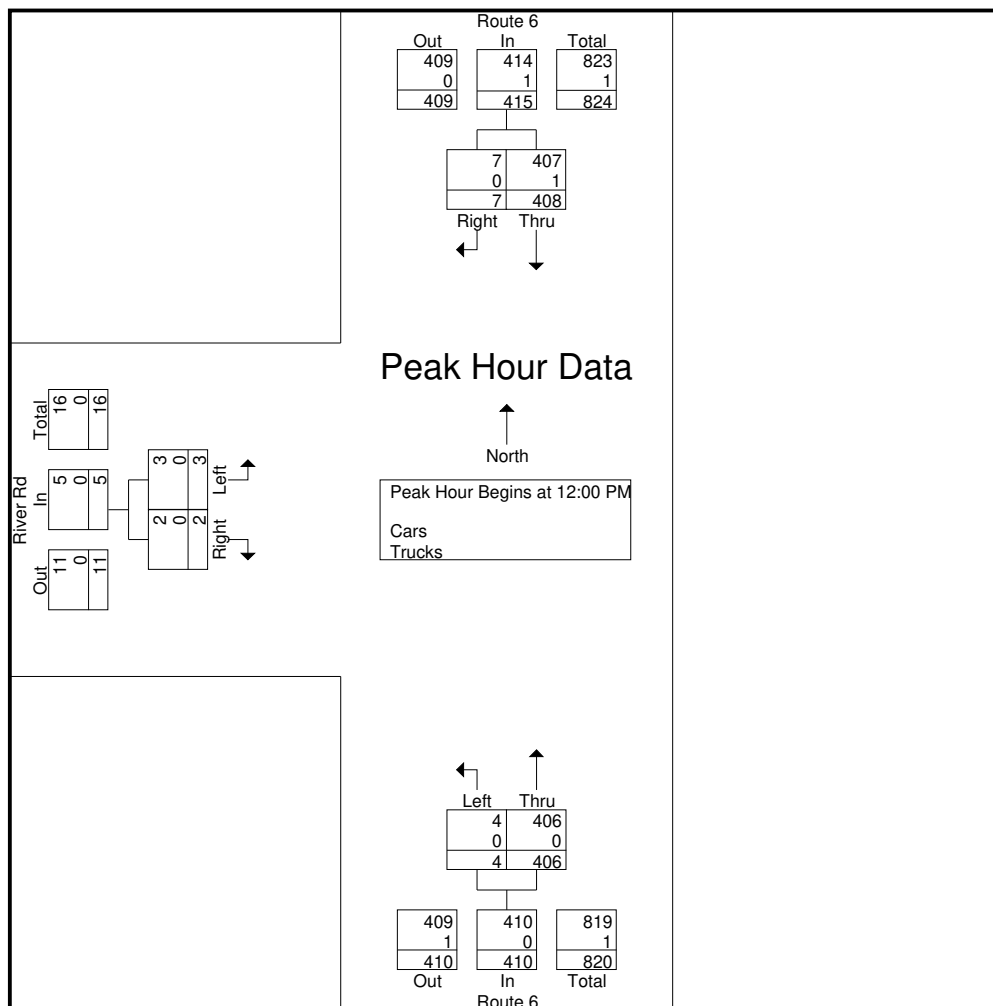 Route 6
Out In Total
409 414 823
0 1 1
409 415 824
7 407
0 1
7 408
Right Thru
Peak Hour Data
North
Peak Hour Begins at 12:00 PM
Cars
Trucks
River Rd
Out In Total
11 5 16
0 0 0
11 5 16
Right Left
2 3
0 0
2 3
Left Thru
4 406
0 0
4 406
409 410 819
1 0 1
410 410 820
Out In Total
Route 6